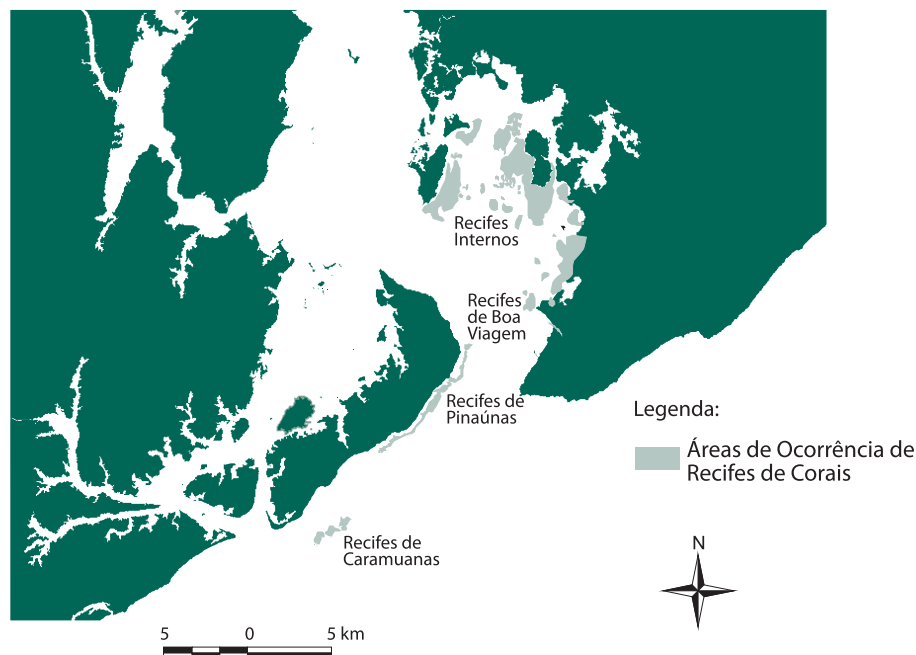 Recifes
Internos
Recifes
de Boa
Viagem
Recifes de
Pinaúnas
Legenda:
Áreas de Ocorrência de
Recifes de Corais
Recifes de
Caramuanas
N
5 0 5 km